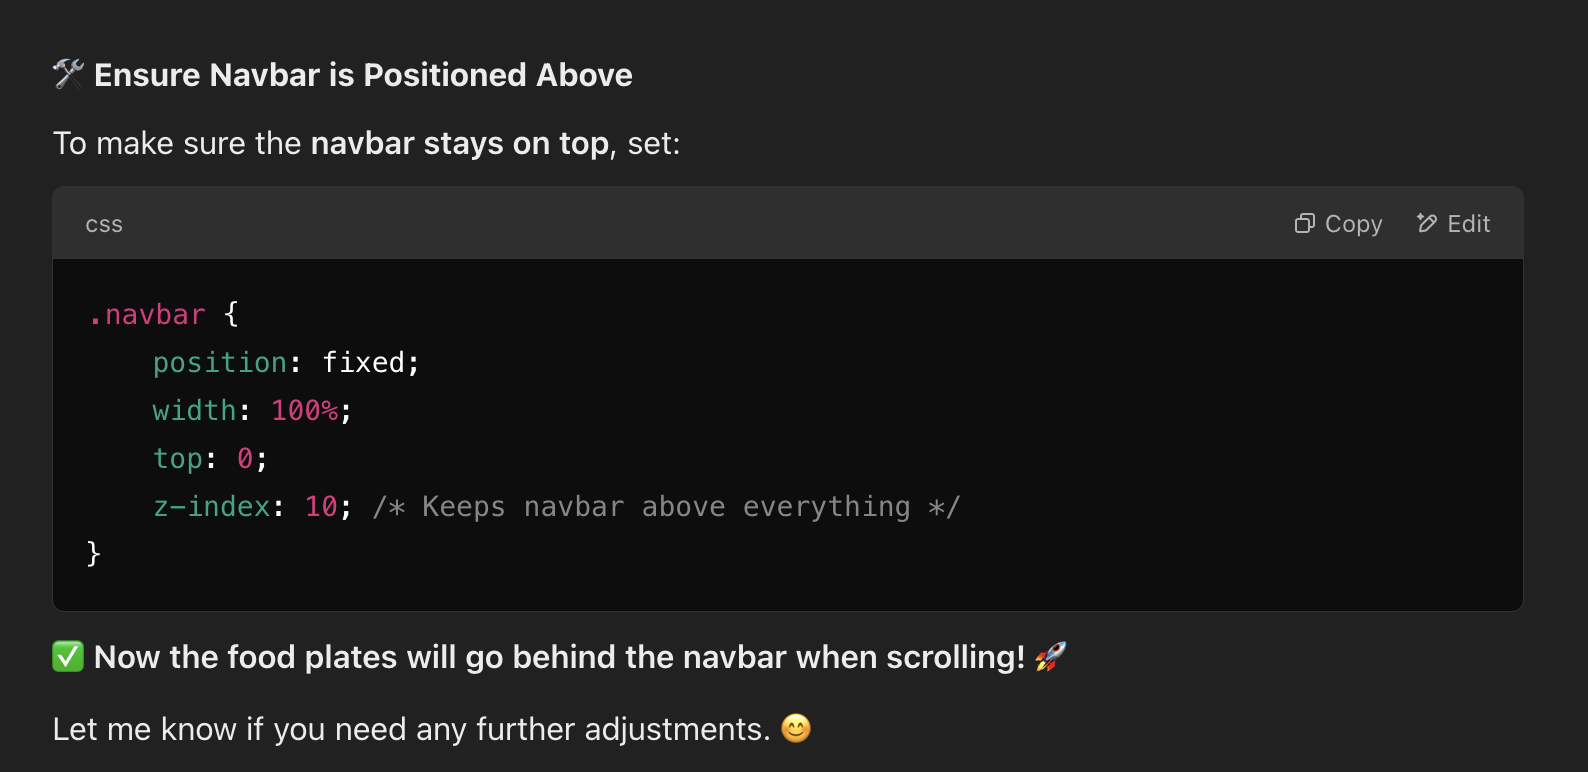 🛠️ Ensure Navbar is Positioned Above
To make sure the navbar stays on top, set:
css
Copy
Edit
.navbar {
    position: fixed;
    width: 100%;
    top: 0;
    z-index: 10; /* Keeps navbar above everything */
}
✅ Now the food plates will go behind the navbar when scrolling! 🚀
Let me know if you need any further adjustments. 😊